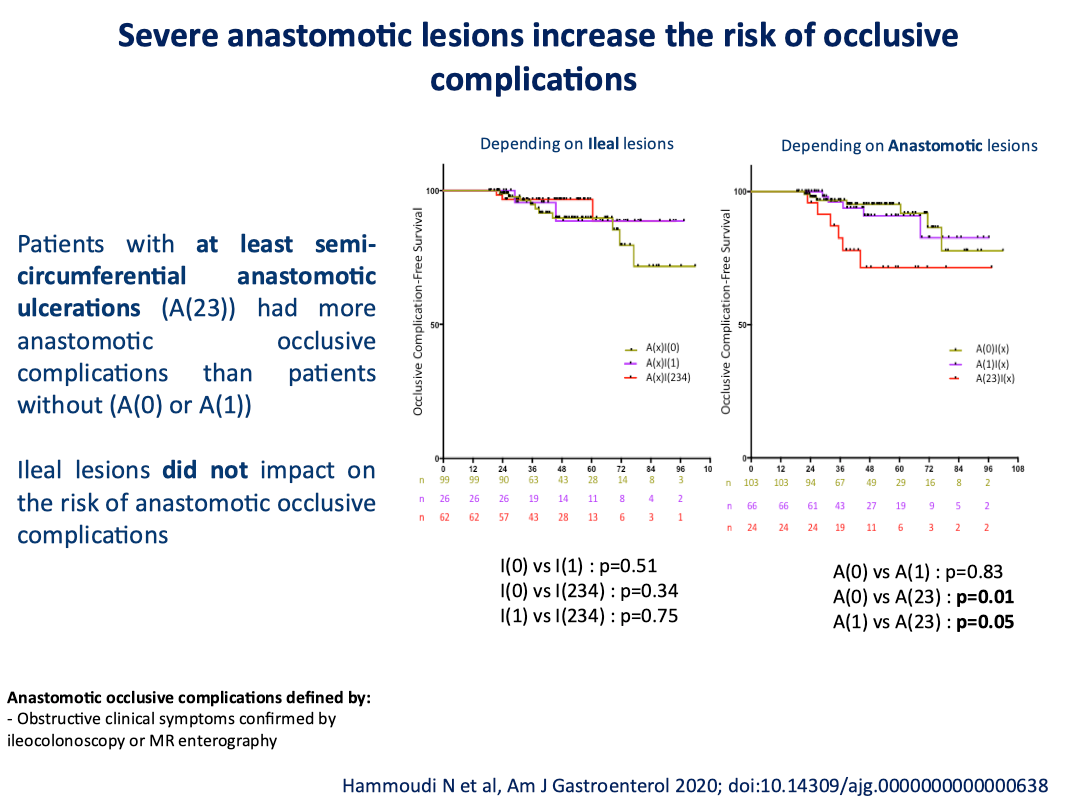 Severe anastomotic lesions increase the risk of occlusive
complications
Patients with at least semi-
circumferential anastomotic
ulcerations (A(23)) had more
anastomotic occlusive
complications than patients
without (A(0) or A(1))
Ileal lesions did not impact on
the risk of anastomotic occlusive
complications
Depending on Ileal lesions
Occlusive Complication-Free Survival
100
50
0
A(x)I(0)
A(x)I(1)
A(x)I(234)
0 12 24 36 48 60 72 84 96 10
n 99 99 90 63 43 28 14 8 3
n 26 26 26 19 14 11 8 4 2
n 62 62 57 43 28 13 6 3 1
I(0) vs I(1) : p=0.51
I(0) vs I(234) : p=0.34
I(1) vs I(234) : p=0.75
Depending on Anastomotic lesions
Occlusive Complication-Free Survival
100
50
0
A(0)I(x)
A(1)I(x)
A(23)I(x)
0 12 24 36 48 60 72 84 96 108
n 103 103 94 67 49 29 16 8 2
n 66 66 61 43 27 19 9 5 2
n 24 24 24 19 11 6 3 2 2
A(0) vs A(1) : p=0.83
A(0) vs A(23) : p=0.01
A(1) vs A(23) : p=0.05
Anastomotic occlusive complications defined by:
- Obstructive clinical symptoms confirmed by
ileocolonoscopy or MR enterography
Hammoudi N et al, Am J Gastroenterol 2020; doi:10.14309/ajg.0000000000000638